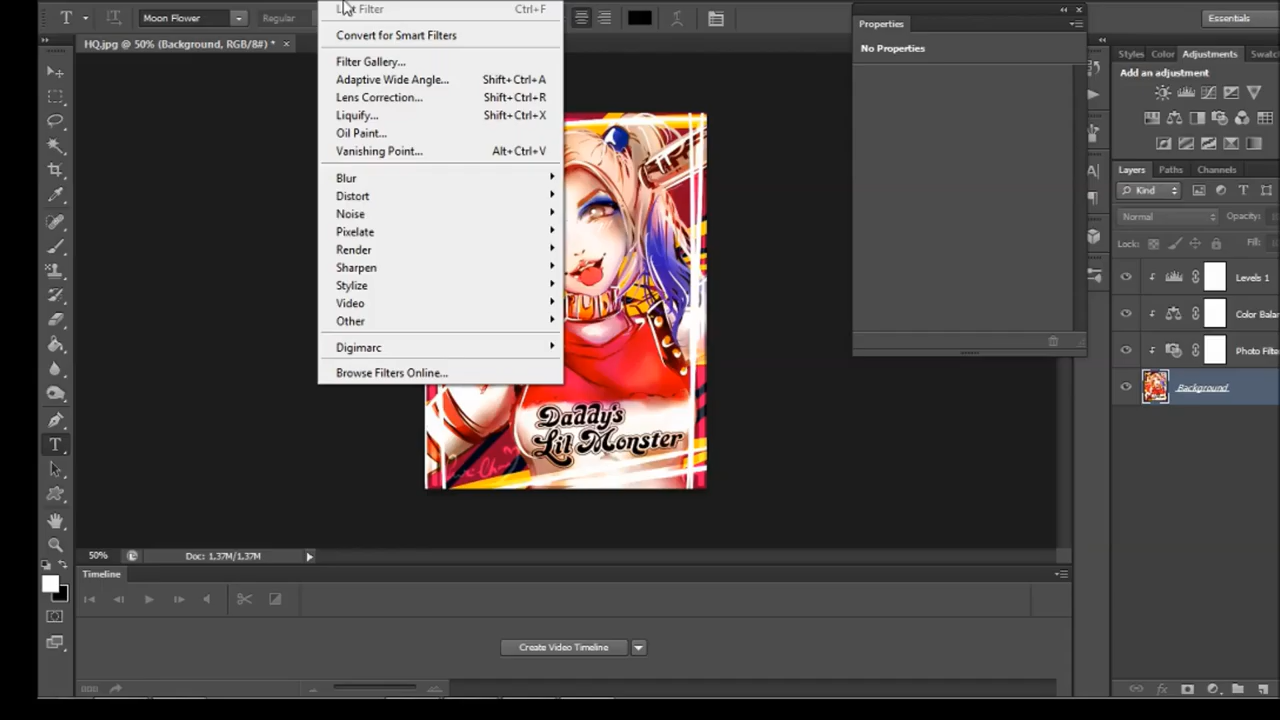 Moon Flower
Regular
Essentials
HQ.jpg @ 50% (Background, RGB/8#) *
Filter Ctrl+F
Convert for Smart Filters
Filter Gallery...
Adaptive Wide Angle... Shift+Ctrl+A
Lens Correction... Shift+Ctrl+R
Liquify... Shift+Ctrl+X
Oil Paint...
Vanishing Point... Alt+Ctrl+V
Blur
Distort
Noise
Pixelate
Render
Sharpen
Stylize
Video
Other
Digimarc
Browse Filters Online...
Daddy's
Lil Monster
Properties
No Properties
Styles Color Adjustments Swatc
Add an adjustment
Layers Paths Channels
Kind
Normal Opacity:
Lock: Fill:
Levels 1
Color Balan
Photo Filte
Background
50% Doc: 1.37M/1.37M
Timeline
Create Video Timeline